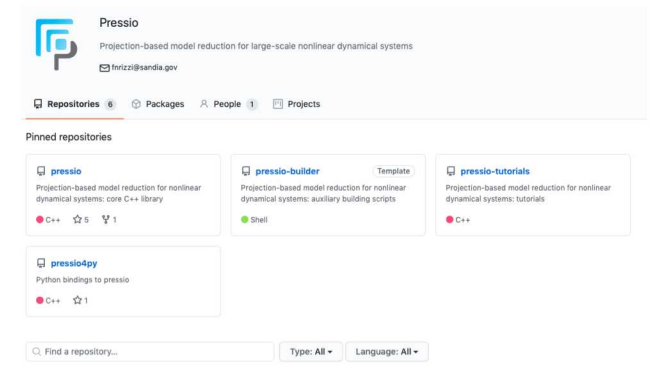 Pressio
Projection-based model reduction for large-scale nonlinear dynamical systems
fnrizzi@sandia.gov
Repositories 6 Packages People 1 Projects
Pinned repositories
pressio
Projection-based model reduction for nonlinear
dynamical systems: core C++ library
C++ 5 1
pressio-builder Template
Projection-based model reduction for nonlinear
dynamical systems: auxiliary building scripts
Shell
pressio-tutorials
Projection-based model reduction for nonlinear
dynamical systems: tutorials
C++
pressio4py
Python bindings to pressio
C++ 1
Find a repository... Type: All Language: All